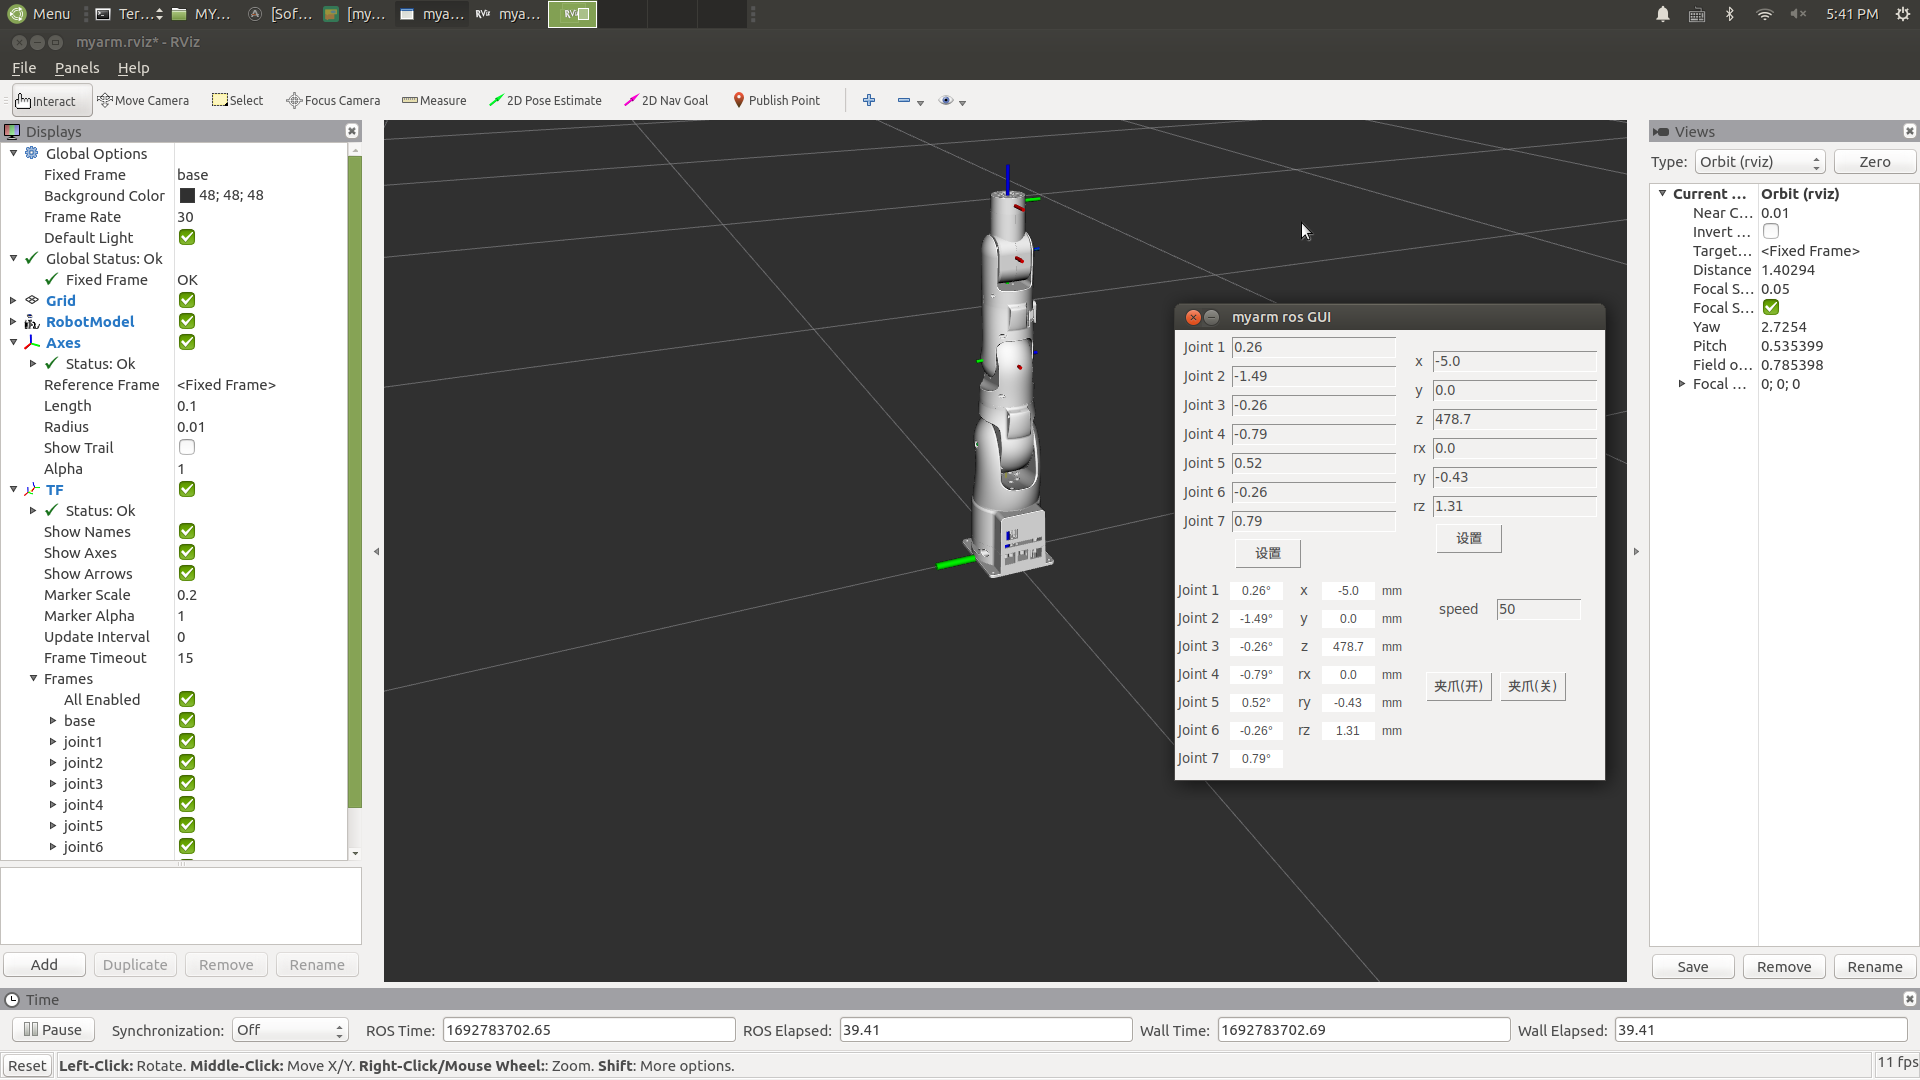 Menu Ter... MY... [Sof... [my... mya... RViz mya... RViz 5:41 PM
myarm.rviz* - RViz
File Panels Help
Interact Move Camera Select Focus Camera Measure 2D Pose Estimate 2D Nav Goal Publish Point
Displays
Global Options
Fixed Frame base
Background Color 48; 48; 48
Frame Rate 30
Default Light
Global Status: Ok
Fixed Frame OK
Grid
RobotModel
Axes
Status: Ok
Reference Frame <Fixed Frame>
Length 0.1
Radius 0.01
Show Trail
Alpha 1
TF
Status: Ok
Show Names
Show Axes
Show Arrows
Marker Scale 0.2
Marker Alpha 1
Update Interval 0
Frame Timeout 15
Frames
All Enabled
base
joint1
joint2
joint3
joint4
joint5
joint6
Add Duplicate Remove Rename
myarm ros GUI
Joint 1 0.26
Joint 2 -1.49
Joint 3 -0.26
Joint 4 -0.79
Joint 5 0.52
Joint 6 -0.26
Joint 7 0.79
设置
x -5.0
y 0.0
z 478.7
rx 0.0
ry -0.43
rz 1.31
设置
Joint 1 0.26° x -5.0 mm
Joint 2 -1.49° y 0.0 mm
Joint 3 -0.26° z 478.7 mm
Joint 4 -0.79° rx 0.0 mm
Joint 5 0.52° ry -0.43 mm
Joint 6 -0.26° rz 1.31 mm
Joint 7 0.79°
speed 50
夹爪(开) 夹爪(关)
Views
Type: Orbit (rviz) Zero
Current ... Orbit (rviz)
Near C... 0.01
Invert ...
Target... <Fixed Frame>
Distance 1.40294
Focal S... 0.05
Focal S...
Yaw 2.7254
Pitch 0.535399
Field o... 0.785398
Focal ... 0; 0; 0
Save Remove Rename
Time
Pause Synchronization: Off ROS Time: 1692783702.65 ROS Elapsed: 39.41 Wall Time: 1692783702.69 Wall Elapsed: 39.41
Reset Left-Click: Rotate. Middle-Click: Move X/Y. Right-Click/Mouse Wheel:: Zoom. Shift: More options. 11 fps